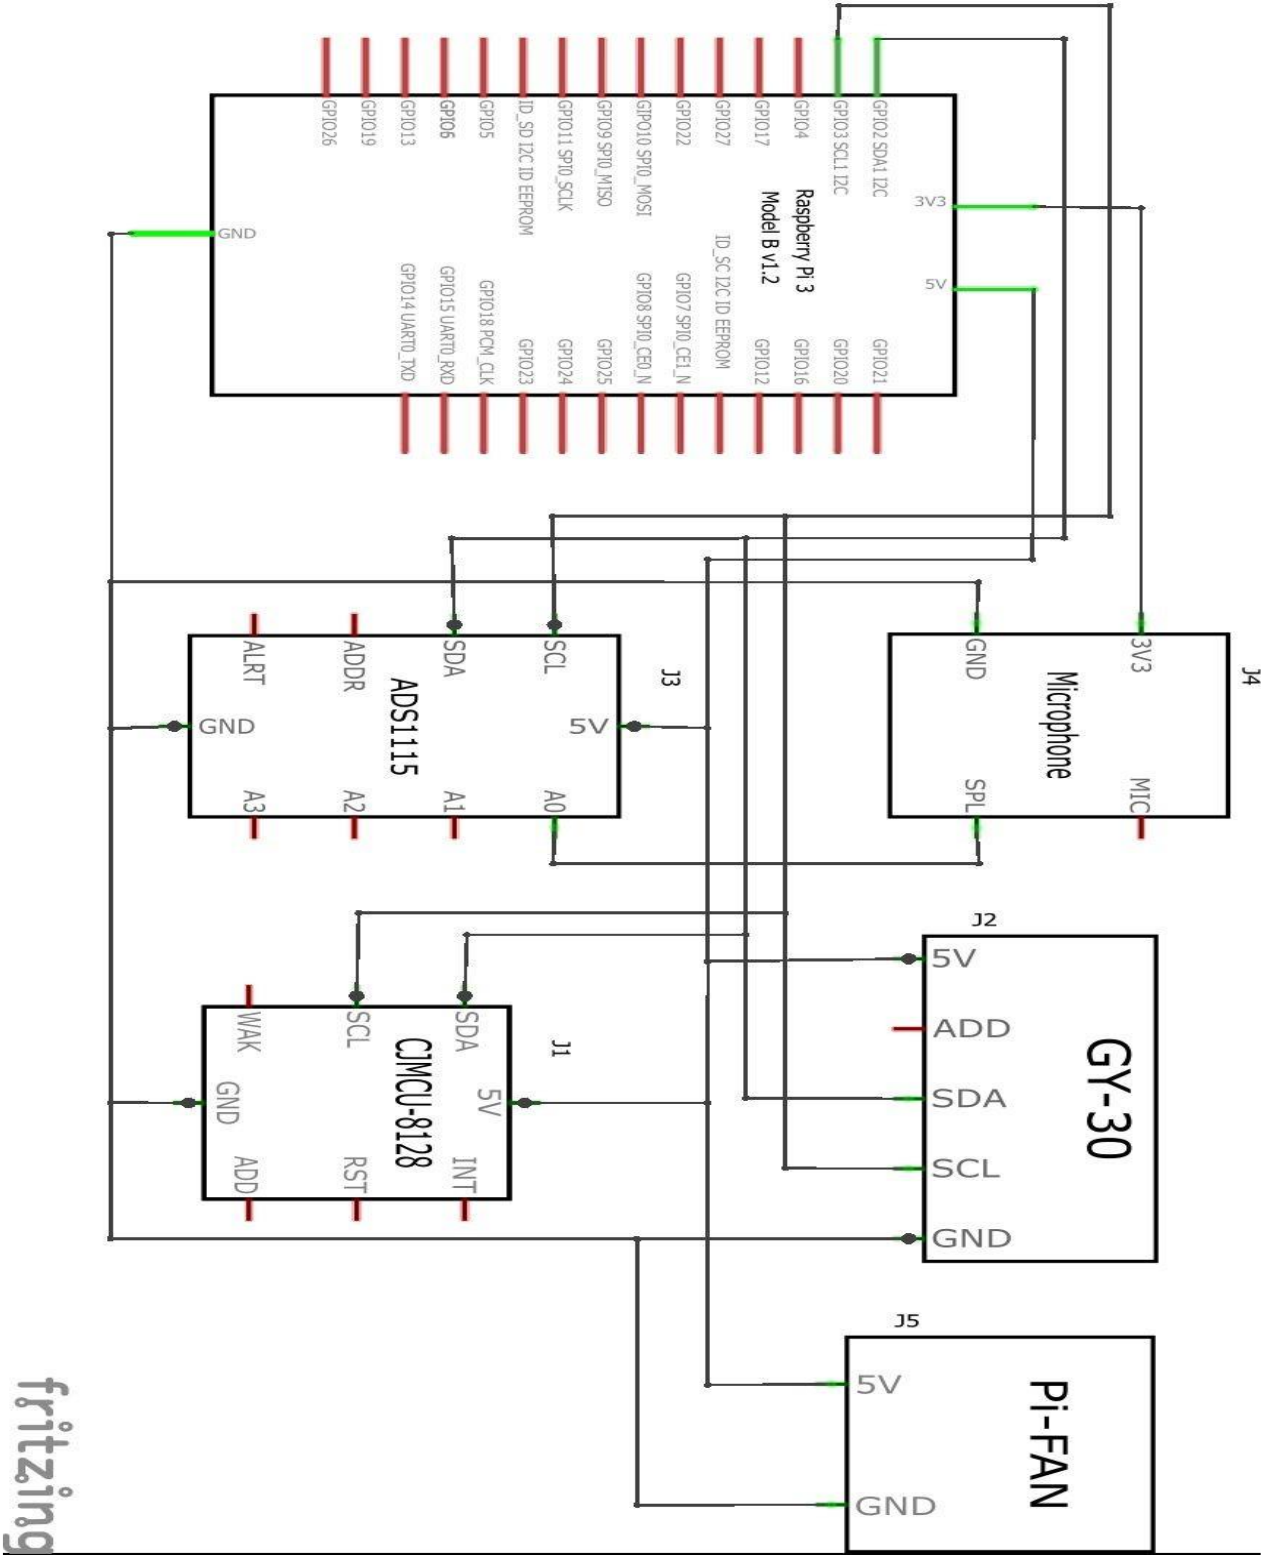 GPIO26
GPIO19
GPIO13
GPIO6
GPIO5
ID_SD I2C ID EEPROM
GPIO11 SPI0_SCLK
GPIO9 SPI0_MISO
GIPO10 SPI0_MOSI
GPIO22
GPIO27
GPIO17
GPIO4
GPIO3 SCL1 I2C
GPIO2 SDA1 I2C
3V3
5V
GND
Raspberry Pi 3
Model B v1.2
GPIO14 UART0_TXD
GPIO15 UART0_RXD
GPIO18 PCM_CLK
GPIO23
GPIO24
GPIO25
GPIO8 SPI0_CE0_N
GPIO7 SPI0_CE1_N
ID_SC I2C ID EEPROM
GPIO12
GPIO16
GPIO20
GPIO21
J3
ALRT
ADDR
SDA
SCL
GND
ADS1115
5V
A3
A2
A1
A0
J4
GND
3V3
Microphone
SPL
MIC
J1
WAK
SCL
SDA
GND
CJMCU-8128
5V
ADD
RST
INT
J2
5V
ADD
SDA
SCL
GND
GY-30
J5
5V
GND
Pi-FAN
fritzing